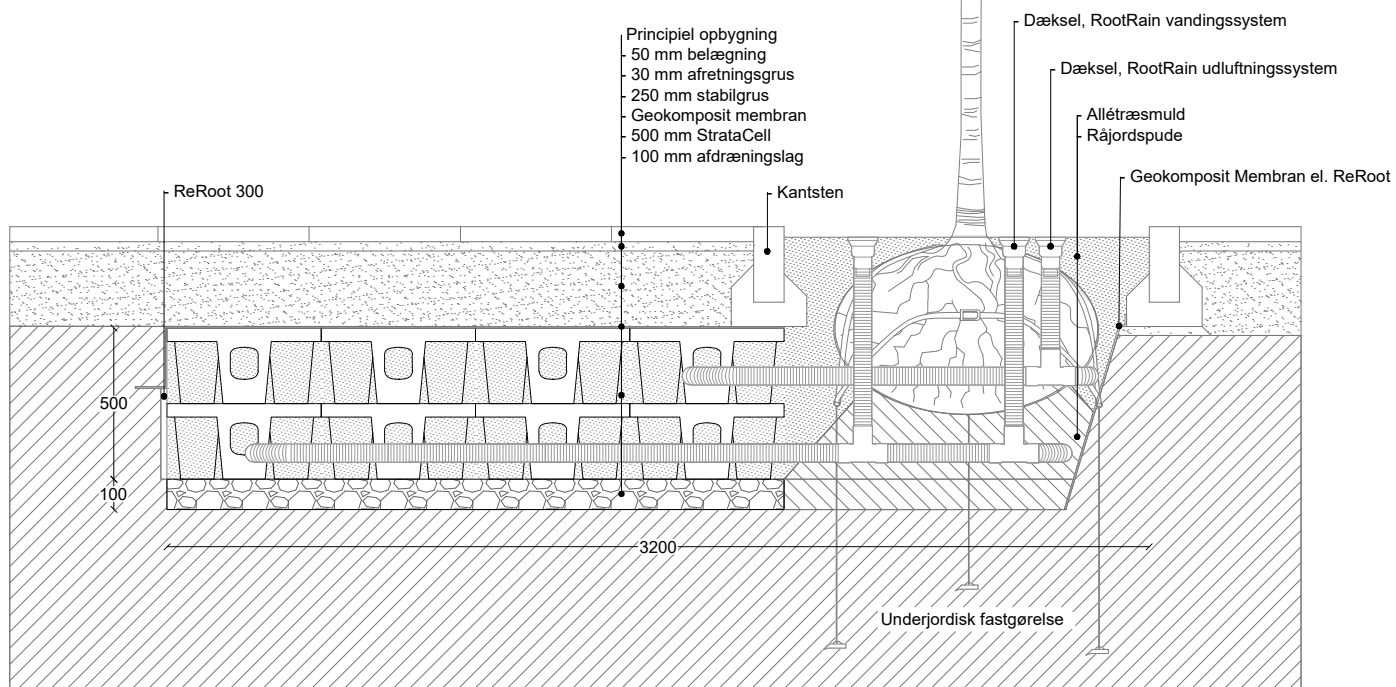 Principiel opbygning
50 mm belægning
30 mm afretningsgrus
250 mm stabilgrus
Geokomposit membran
500 mm StrataCell
100 mm afdræningslag
Dæksel, RootRain vandingssystem
Dæksel, RootRain udluftningssystem
Allétræsmuld
Råjordspude
Geokomposit Membran el. ReRoot
ReRoot 300
Kantsten
500
100
3200
Underjordisk fastgørelse